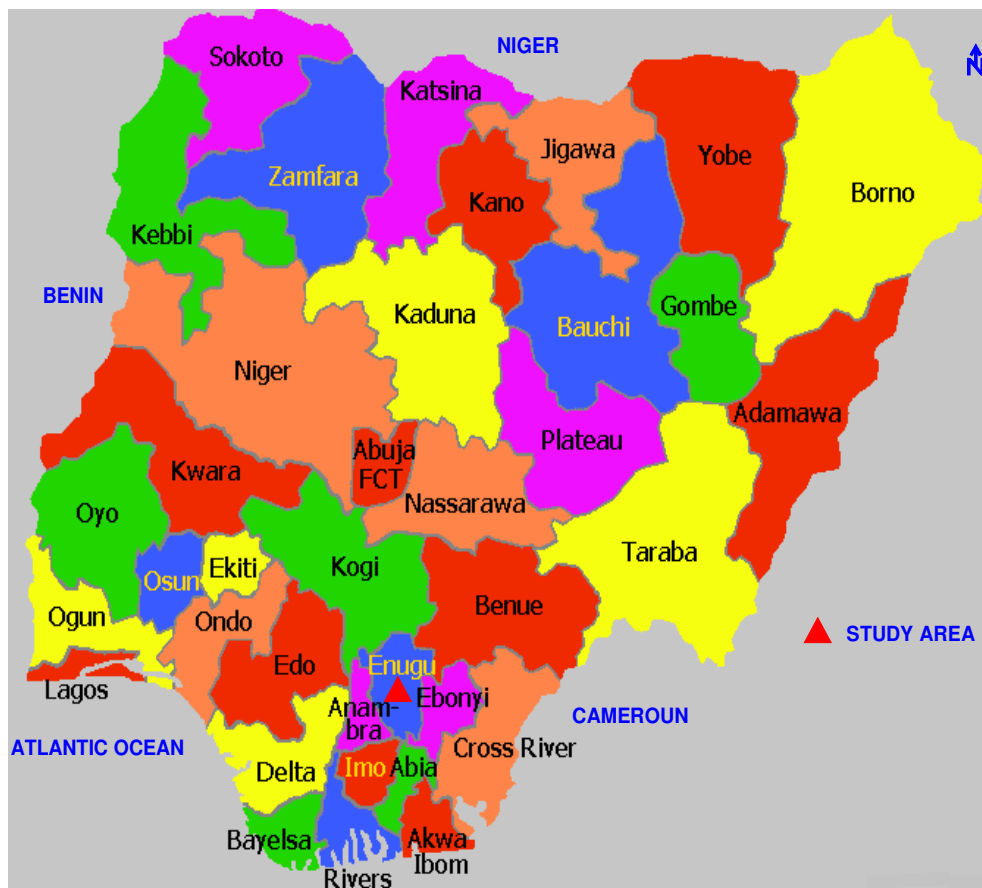 NIGER
N
Sokoto
Katsina
Jigawa
Yobe
Zamfara
Kano
Borno
Kebbi
BENIN
Kaduna
Gombe
Bauchi
Niger
Adamawa
Plateau
Abuja
FCT
Kwara
Nassarawa
Oyo
Taraba
Osun
Ekiti
Kogi
Benue
Ogun
Ondo
STUDY AREA
Edo
Enugu
Lagos
Anam-
bra
Ebonyi
CAMEROUN
ATLANTIC OCEAN
Cross River
Delta
Imo
Abia
Bayelsa
Akwa
Ibom
Rivers